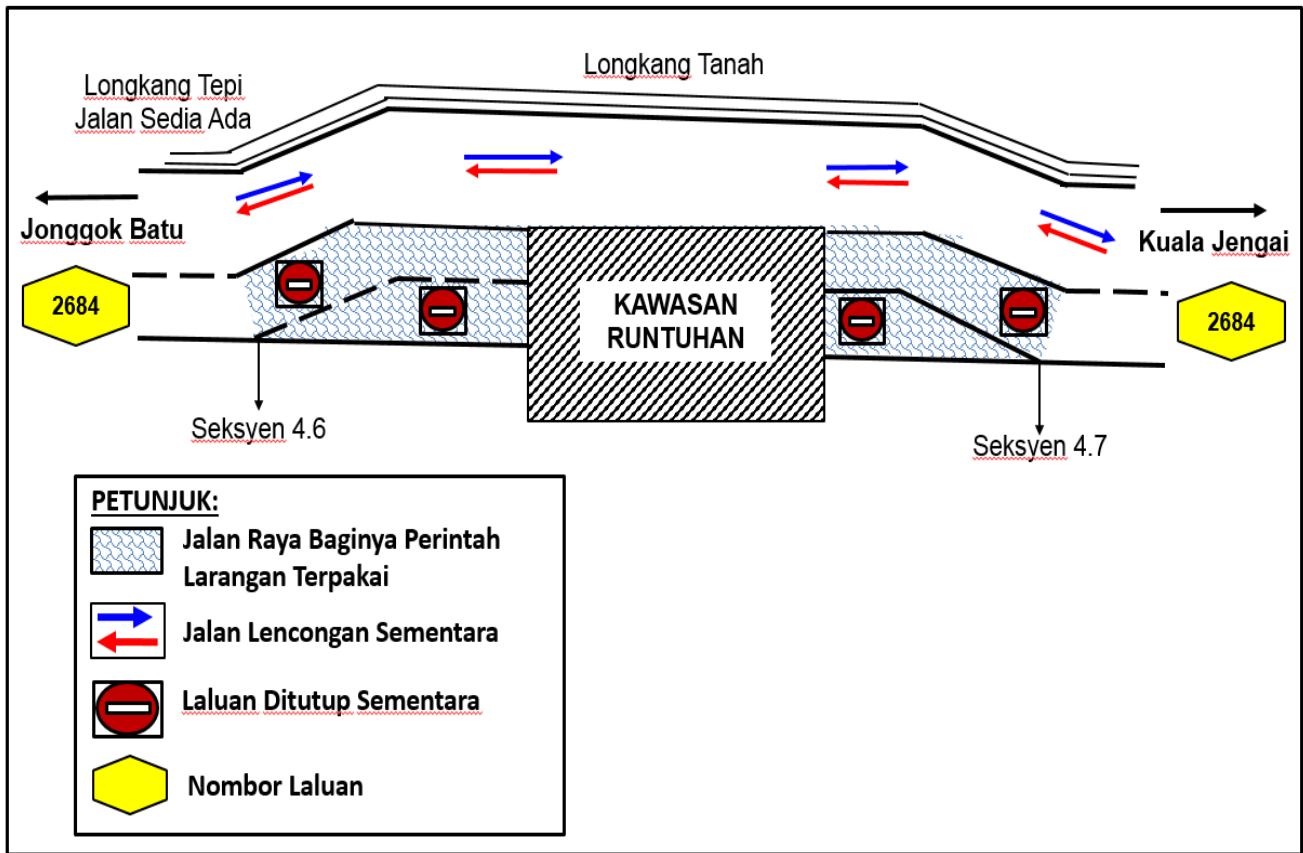 Longkang Tanah
Longkang Tepi
Jalan Sedia Ada
Jonggok Batu
Kuala Jengai
2684
KAWASAN
RUNTUHAN
2684
Seksyen 4.6
Seksyen 4.7
PETUNJUK:
Jalan Raya Baginya Perintah
Larangan Terpakai
Jalan Lencongan Sementara
Laluan Ditutup Sementara
Nombor Laluan